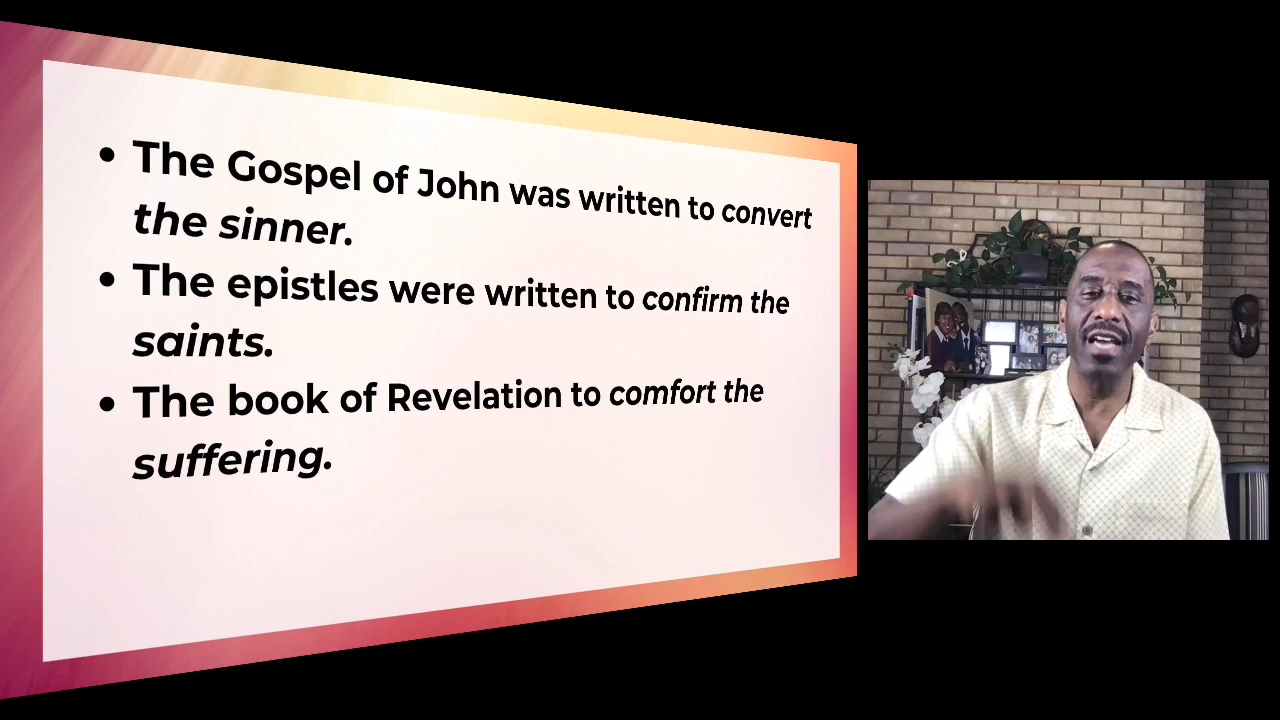 • The Gospel of John was written to convert
the sinner.
• The epistles were written to confirm the
saints.
• The book of Revelation to comfort the
suffering.